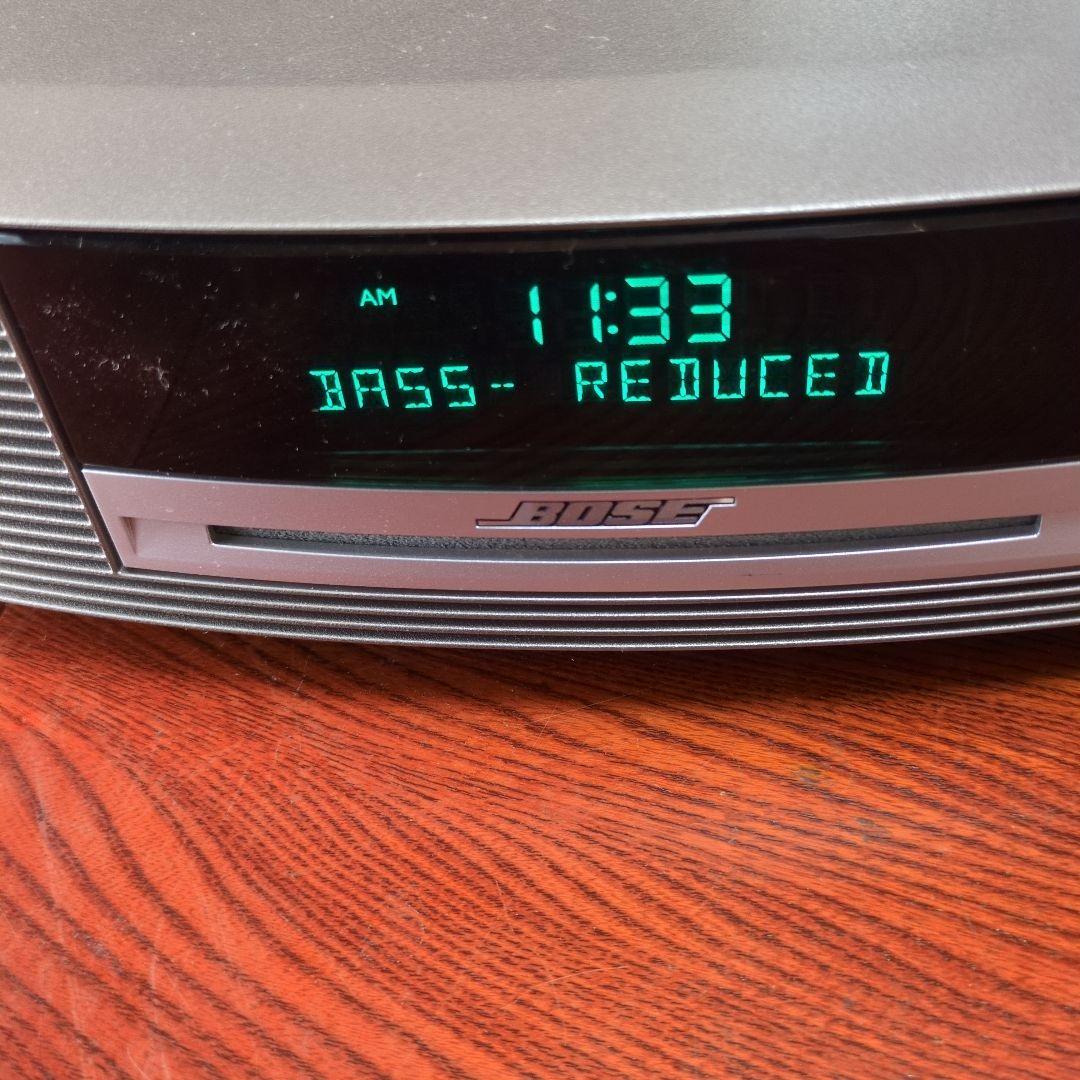 AM 11:33
BASS- REDUCED
BOSE